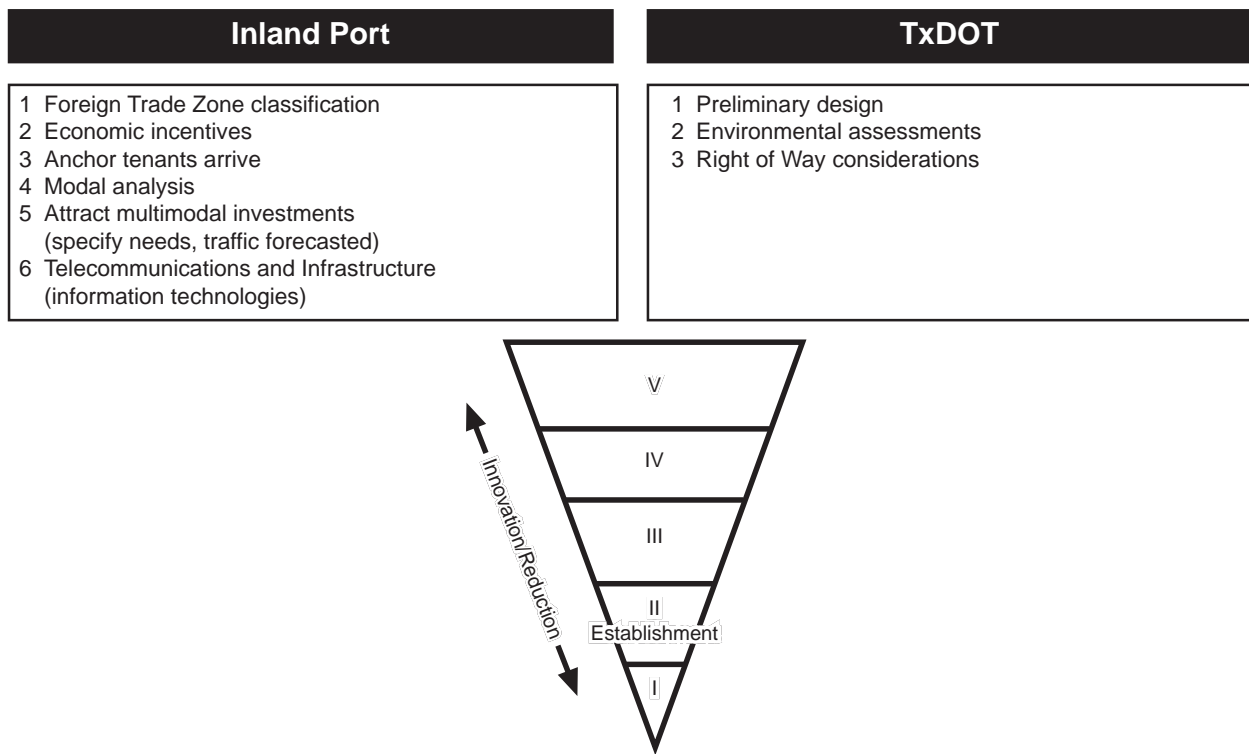 Inland Port
TxDOT
1 Foreign Trade Zone classification
2 Economic incentives
3 Anchor tenants arrive
4 Modal analysis
5 Attract multimodal investments
(specify needs, traffic forecasted)
6 Telecommunications and Infrastructure
(information technologies)
1 Preliminary design
2 Environmental assessments
3 Right of Way considerations
V
IV
III
II
Establishment
I
Innovation/Reduction